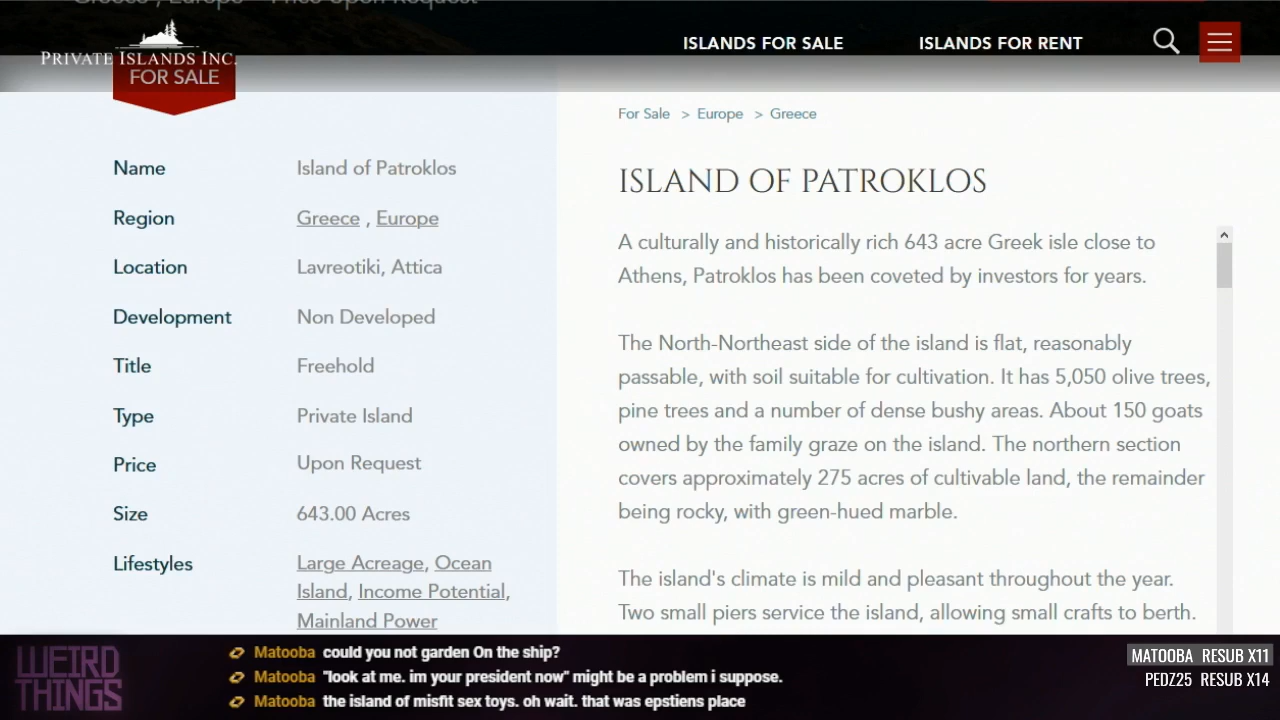 Greece , Europe - Price Upon Request
PRIVATE ISLANDS INC.
ISLANDS FOR SALE
ISLANDS FOR RENT
FOR SALE
Name Island of Patroklos
Region Greece , Europe
Location Lavreotiki, Attica
Development Non Developed
Title Freehold
Type Private Island
Price Upon Request
Size 643.00 Acres
Lifestyles Large Acreage, Ocean
Island, Income Potential,
Mainland Power
For Sale > Europe > Greece
ISLAND OF PATROKLOS
A culturally and historically rich 643 acre Greek isle close to
Athens, Patroklos has been coveted by investors for years.
The North-Northeast side of the island is flat, reasonably
passable, with soil suitable for cultivation. It has 5,050 olive trees,
pine trees and a number of dense bushy areas. About 150 goats
owned by the family graze on the island. The northern section
covers approximately 275 acres of cultivable land, the remainder
being rocky, with green-hued marble.
The island's climate is mild and pleasant throughout the year.
Two small piers service the island, allowing small crafts to berth.
WEIRD
THINGS
Matooba could you not garden On the ship?
Matooba "look at me. im your president now" might be a problem i suppose.
Matooba the island of misfit sex toys. oh wait. that was epstiens place
MATOOBA RESUB X11
PEDZ25 RESUB X14